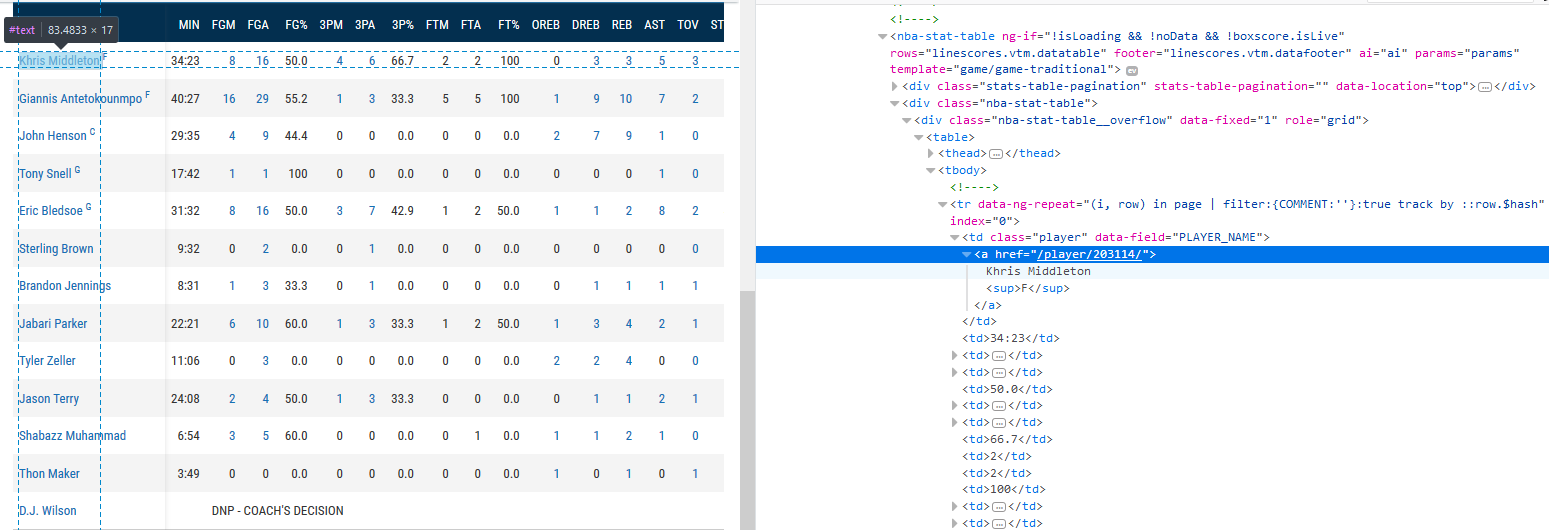 MIN FGM FGA FG% 3PM 3PA 3P% FTM FTA FT% OREB DREB REB AST TOV ST
#text 83.4833 × 17
Khris Middleton F 34:23 8 16 50.0 4 6 66.7 2 2 100 0 3 3 5 3
Giannis Antetokounmpo F 40:27 16 29 55.2 1 3 33.3 5 5 100 1 9 10 7 2
John Henson C 29:35 4 9 44.4 0 0 0.0 0 0 0.0 2 7 9 1 0
Tony Snell G 17:42 1 1 100 0 0 0.0 0 0 0.0 0 0 0 1 0
Eric Bledsoe G 31:32 8 16 50.0 3 7 42.9 1 2 50.0 1 1 2 8 2
Sterling Brown 9:32 0 2 0.0 0 1 0.0 0 0 0.0 0 0 0 0 0
Brandon Jennings 8:31 1 3 33.3 0 1 0.0 0 0 0.0 0 1 1 1 1
Jabari Parker 22:21 6 10 60.0 1 3 33.3 1 2 50.0 1 3 4 2 1
Tyler Zeller 11:06 0 3 0.0 0 0 0.0 0 0 0.0 2 2 4 0 0
Jason Terry 24:08 2 4 50.0 1 3 33.3 0 0 0.0 0 1 1 2 1
Shabazz Muhammad 6:54 3 5 60.0 0 0 0.0 0 1 0.0 1 1 2 1 0
Thon Maker 3:49 0 0 0.0 0 0 0.0 0 0 0.0 1 0 1 0 1
D.J. Wilson DNP - COACH'S DECISION
<!---->
<nba-stat-table ng-if="!isLoading && !noData && !boxscore.isLive"
rows="linescores.vtm.datatable" footer="linescores.vtm.datafooter" ai="ai" params="params"
template="game/game-traditional"> ev
<div class="stats-table-pagination" stats-table-pagination="" data-location="top">…</div>
<div class="nba-stat-table">
<div class="nba-stat-table__overflow" data-fixed="1" role="grid">
<table>
<thead>…</thead>
<tbody>
<!---->
<tr data-ng-repeat="(i, row) in page | filter:{COMMENT:''}:true track by ::row.$hash"
index="0">
<td class="player" data-field="PLAYER_NAME">
<a href="/player/203114/">
Khris Middleton
<sup>F</sup>
</a>
</td>
<td>34:23</td>
<td>…</td>
<td>…</td>
<td>50.0</td>
<td>…</td>
<td>…</td>
<td>66.7</td>
<td>2</td>
<td>2</td>
<td>100</td>
<td>…</td>
<td>…</td>